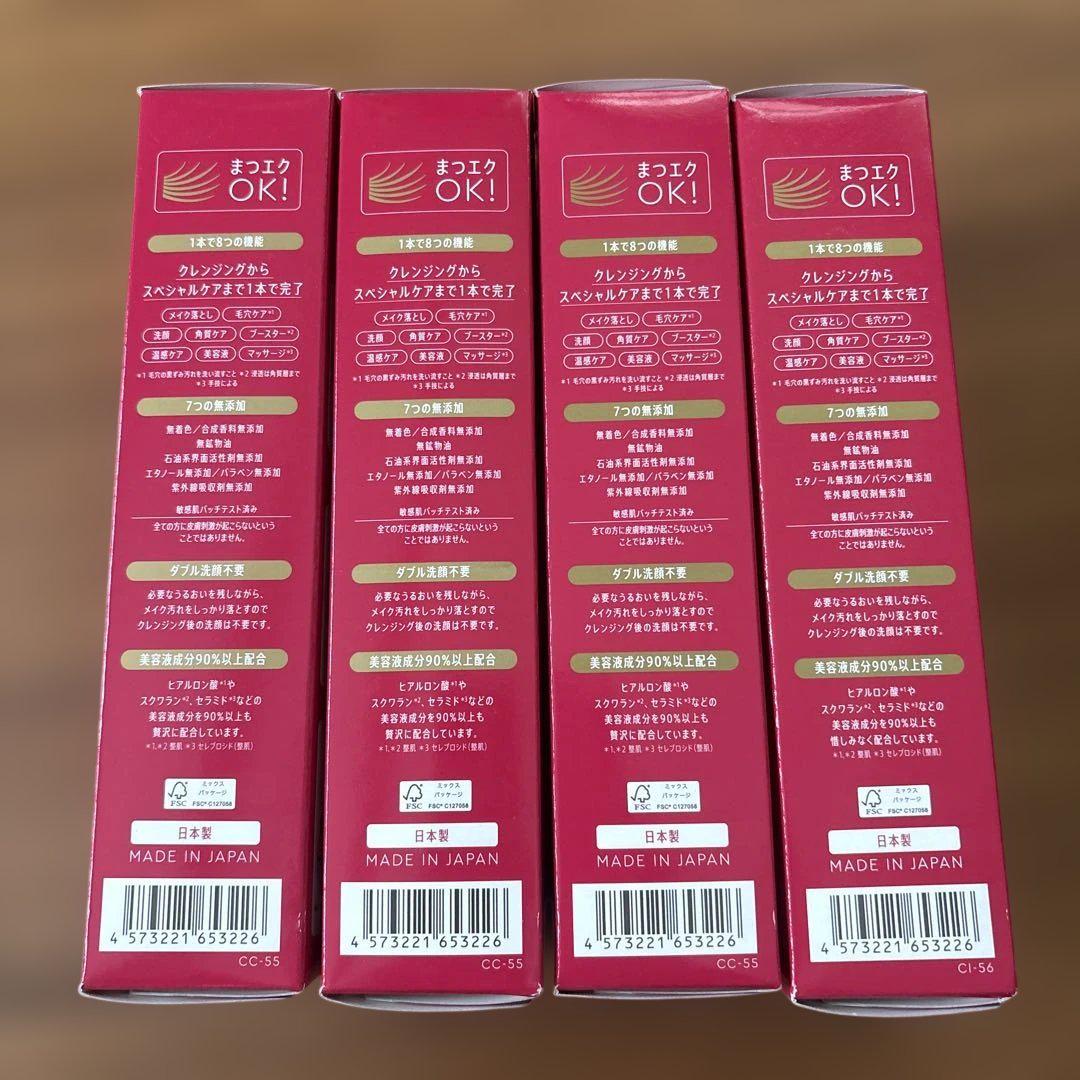 まつエク
OK!
1本で8つの機能
クレンジングから
スペシャルケアまで1本で完了
メイク落とし 毛穴ケア*1
洗顔 角質ケア ブースター*2
温感ケア 美容液 マッサージ*3
*1 毛穴の黒ずみ汚れを洗い流すこと *2 浸透は角質層まで
*3 手技による
7つの無添加
無着色/合成香料無添加
無鉱物油
石油系界面活性剤無添加
エタノール無添加/パラベン無添加
紫外線吸収剤無添加
敏感肌パッチテスト済み
全ての方に皮膚刺激が起こらないという
ことではありません。
ダブル洗顔不要
必要なうるおいを残しながら、
メイク汚れをしっかり落とすので
クレンジング後の洗顔は不要です。
美容液成分90%以上配合
ヒアルロン酸*1や
スクワラン*2、セラミド*3などの
美容液成分を90%以上も
贅沢に配合しています。
*1,*2 整肌 *3 セレブロシド(整肌)
FSC
ミックス
パッケージ
FSC® C127058
日本製
MADE IN JAPAN
4 573221 653226
CC-55
まつエク
OK!
1本で8つの機能
クレンジングから
スペシャルケアまで1本で完了
メイク落とし 毛穴ケア*1
洗顔 角質ケア ブースター*2
温感ケア 美容液 マッサージ*3
*1 毛穴の黒ずみ汚れを洗い流すこと *2 浸透は角質層まで
*3 手技による
7つの無添加
無着色/合成香料無添加
無鉱物油
石油系界面活性剤無添加
エタノール無添加/パラベン無添加
紫外線吸収剤無添加
敏感肌パッチテスト済み
全ての方に皮膚刺激が起こらないという
ことではありません。
ダブル洗顔不要
必要なうるおいを残しながら、
メイク汚れをしっかり落とすので
クレンジング後の洗顔は不要です。
美容液成分90%以上配合
ヒアルロン酸*1や
スクワラン*2、セラミド*3などの
美容液成分を90%以上も
贅沢に配合しています。
*1,*2 整肌 *3 セレブロシド(整肌)
FSC
ミックス
パッケージ
FSC® C127058
日本製
MADE IN JAPAN
4 573221 653226
CC-55
まつエク
OK!
1本で8つの機能
クレンジングから
スペシャルケアまで1本で完了
メイク落とし 毛穴ケア*1
洗顔 角質ケア ブースター*2
温感ケア 美容液 マッサージ*3
*1 毛穴の黒ずみ汚れを洗い流すこと *2 浸透は角質層まで
*3 手技による
7つの無添加
無着色/合成香料無添加
無鉱物油
石油系界面活性剤無添加
エタノール無添加/パラベン無添加
紫外線吸収剤無添加
敏感肌パッチテスト済み
全ての方に皮膚刺激が起こらないという
ことではありません。
ダブル洗顔不要
必要なうるおいを残しながら、
メイク汚れをしっかり落とすので
クレンジング後の洗顔は不要です。
美容液成分90%以上配合
ヒアルロン酸*1や
スクワラン*2、セラミド*3などの
美容液成分を90%以上も
贅沢に配合しています。
*1,*2 整肌 *3 セレブロシド(整肌)
FSC
ミックス
パッケージ
FSC® C127058
日本製
MADE IN JAPAN
4 573221 653226
CC-55
まつエク
OK!
1本で8つの機能
クレンジングから
スペシャルケアまで1本で完了
メイク落とし 毛穴ケア*1
洗顔 角質ケア ブースター*2
温感ケア 美容液 マッサージ*3
*1 毛穴の黒ずみ汚れを洗い流すこと *2 浸透は角質層まで
*3 手技による
7つの無添加
無着色/合成香料無添加
無鉱物油
石油系界面活性剤無添加
エタノール無添加/パラベン無添加
紫外線吸収剤無添加
敏感肌パッチテスト済み
全ての方に皮膚刺激が起こらないという
ことではありません。
ダブル洗顔不要
必要なうるおいを残しながら、
メイク汚れをしっかり落とすので
クレンジング後の洗顔は不要です。
美容液成分90%以上配合
ヒアルロン酸*1や
スクワラン*2、セラミド*3などの
美容液成分を90%以上も
惜しみなく配合しています。
*1,*2 整肌 *3 セレブロシド(整肌)
FSC
ミックス
パッケージ
FSC® C127058
日本製
MADE IN JAPAN
4 573221 653226
CI-56